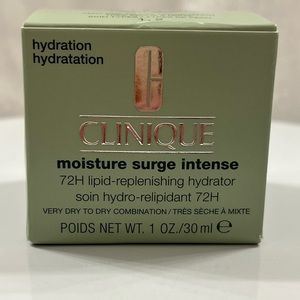 hydration
hydratation
CLINIQUE
moisture surge intense
72H lipid-replenishing hydrator
soin hydro-relipidant 72H
VERY DRY TO DRY COMBINATION / TRÈS SÈCHE À MIXTE
POIDS NET WT. 1 OZ./30 ml ℮